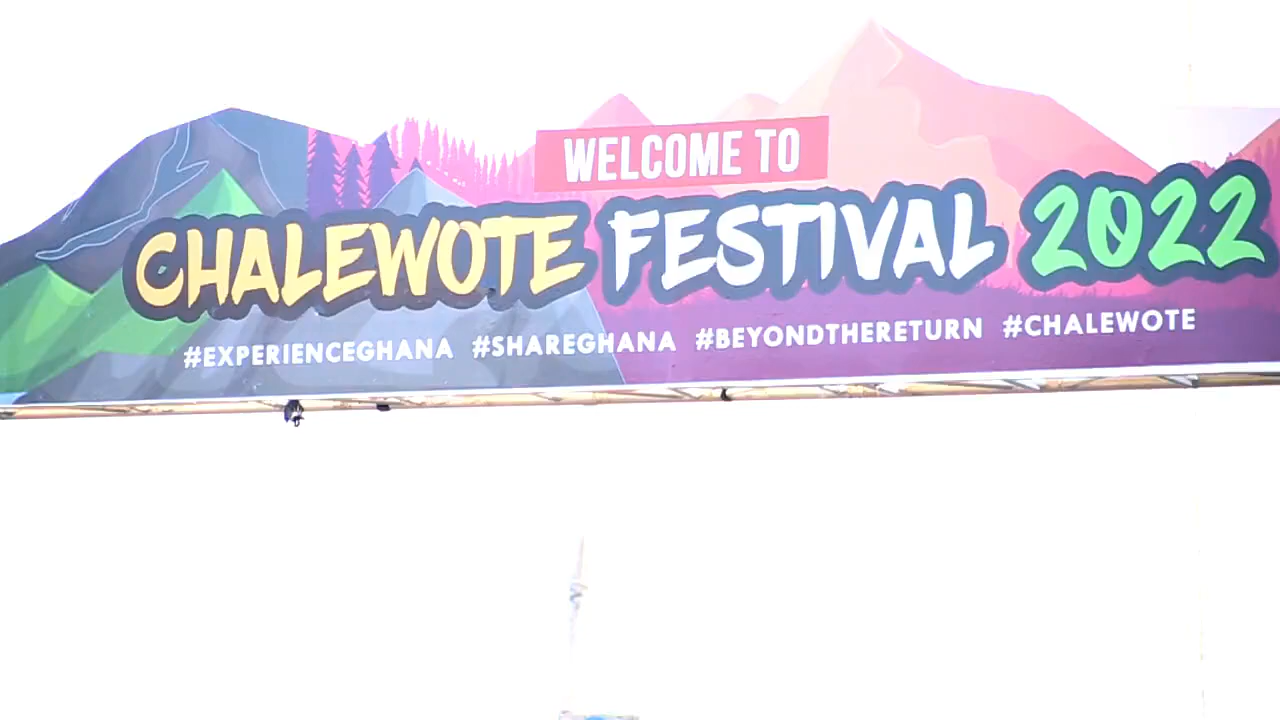 WELCOME TO
CHALEWOTE FESTIVAL 2022
#EXPERIENCEGHANA #SHAREGHANA #BEYONDTHERETURN #CHALEWOTE